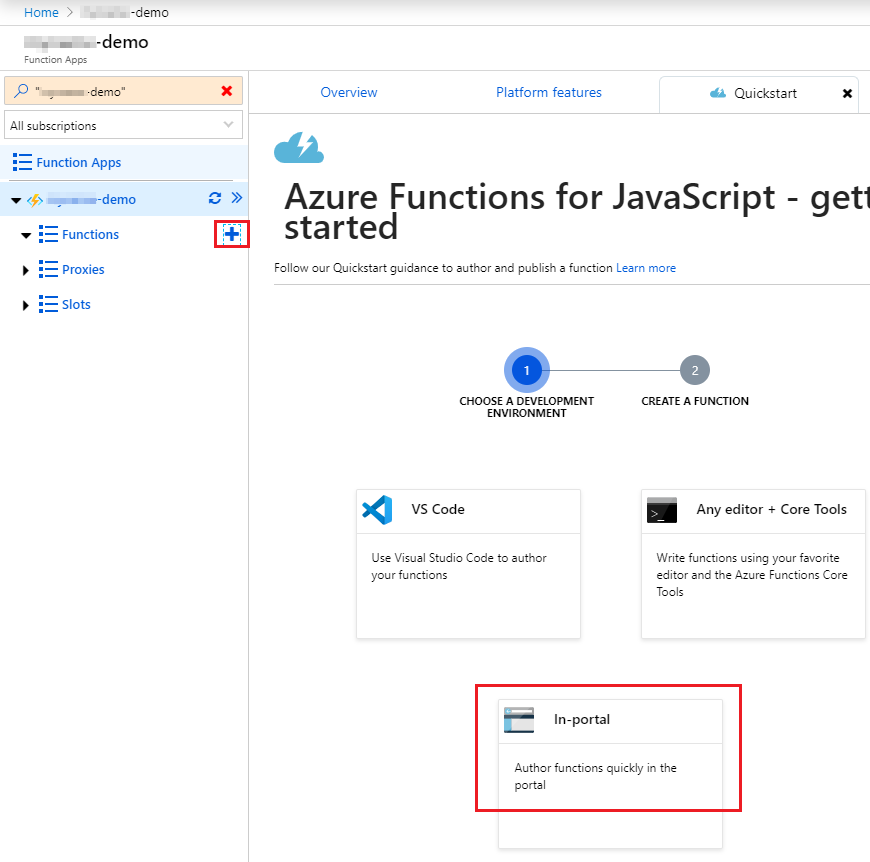 Home > -demo
-demo
Function Apps
" -demo"
All subscriptions
Function Apps
-demo
Functions
Proxies
Slots
Overview
Platform features
Quickstart
Azure Functions for JavaScript - gett
started
Follow our Quickstart guidance to author and publish a function Learn more
1
2
CHOOSE A DEVELOPMENT
ENVIRONMENT
CREATE A FUNCTION
VS Code
Use Visual Studio Code to author
your functions
Any editor + Core Tools
Write functions using your favorite
editor and the Azure Functions Core
Tools
In-portal
Author functions quickly in the
portal